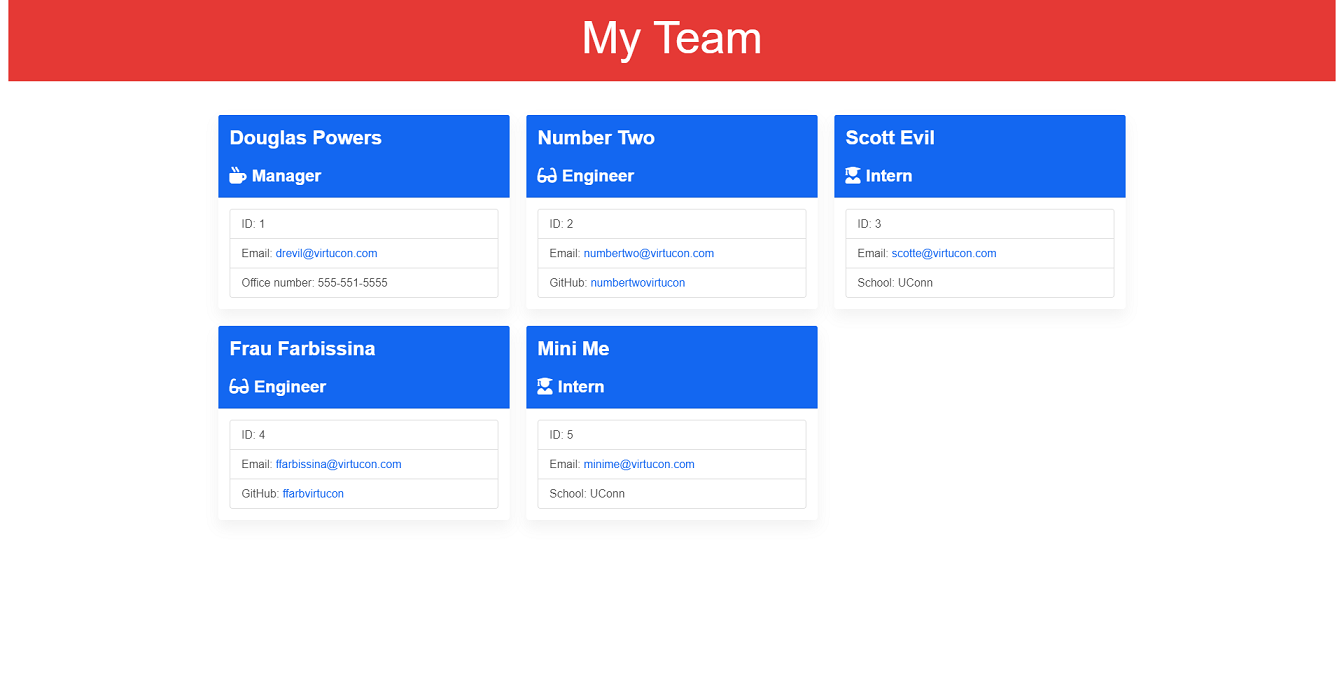 My Team
Douglas Powers
Manager
ID: 1
Email: drevil@virtucon.com
Office number: 555-551-5555
Number Two
Engineer
ID: 2
Email: numbertwo@virtucon.com
GitHub: numbertwovirtucon
Scott Evil
Intern
ID: 3
Email: scotte@virtucon.com
School: UConn
Frau Farbissina
Engineer
ID: 4
Email: ffarbissina@virtucon.com
GitHub: ffarbvirtucon
Mini Me
Intern
ID: 5
Email: minime@virtucon.com
School: UConn